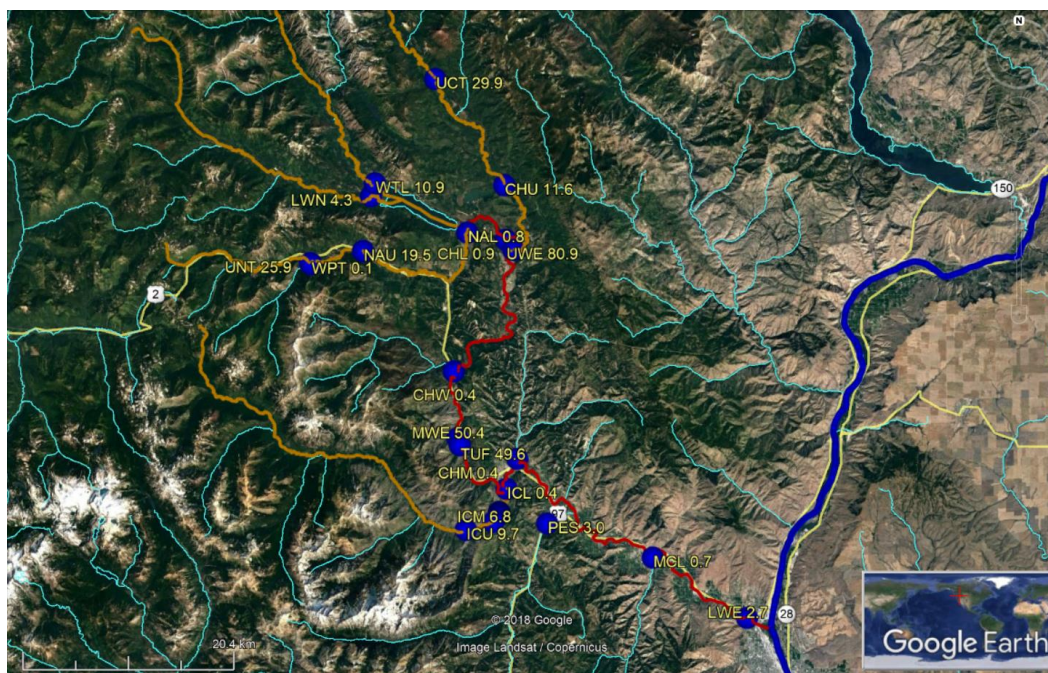 N
UCT 29.9
150
WTL 10.9
CHU 11.6
LWN 4.3
NAL 0.8
CHL 0.9
UWE 80.9
NAU 19.5
UNT 25.9
WPT 0.1
2
CHW 0.4
MWE 50.4
TUF 49.6
CHM 0.4
ICL 0.4
ICM 6.8
97
PES 3.0
ICU 9.7
MCL 0.7
LWE 2.7
28
© 2018 Google
Image Landsat / Copernicus
20.4 km
Google Earth